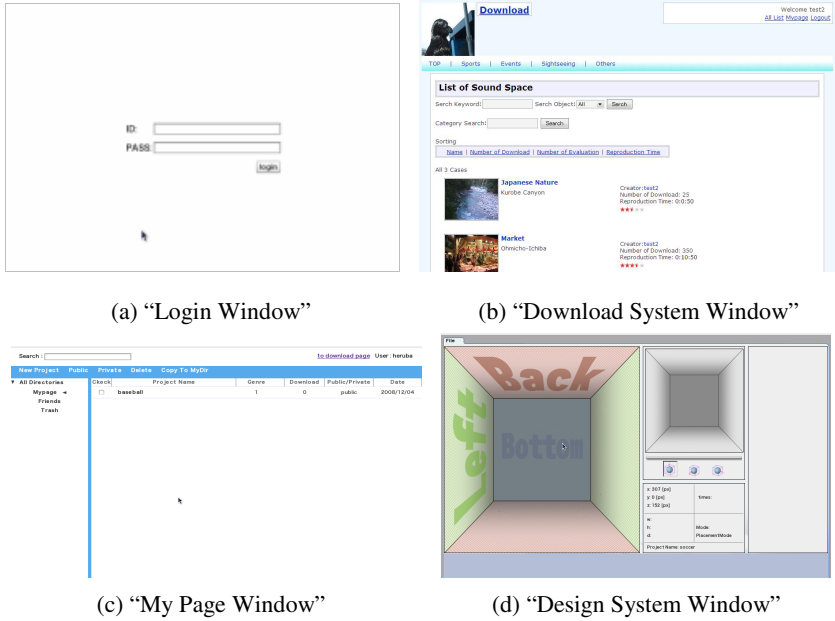 ID:
PASS:
login
(a) “Login Window”
Download
Welcome test2
All List Mypage Logout
TOP | Sports | Events | Sightseeing | Others
List of Sound Space
Serch Keyword: Serch Object: All Serch
Category Search: Search
Sorting
Name | Number of Download | Number of Evaluation | Reproduction Time
All 3 Cases
Japanese Nature
Kurobe Canyon
Creator:test2
Number of Download: 25
Reproduction Time: 0:0:50
Market
Ohmicho-Ichiba
Creator:test2
Number of Download: 350
Reproduction Time: 0:10:50
(b) “Download System Window”
Search : to download page User : heruba
New Project Public Private Delete Copy To MyDir
All Directories
Mypage
Friends
Trash
Ckeck Project Name Genre Download Public/Private Date
baseball 1 0 public 2008/12/04
(c) “My Page Window”
File
Back
Left
Bottom
x: 307 [px]
y: 0 [px] times:
z: 152 [px]
w:
h: Mode:
d: PlacementMode
Project Name: soccer
(d) “Design System Window”